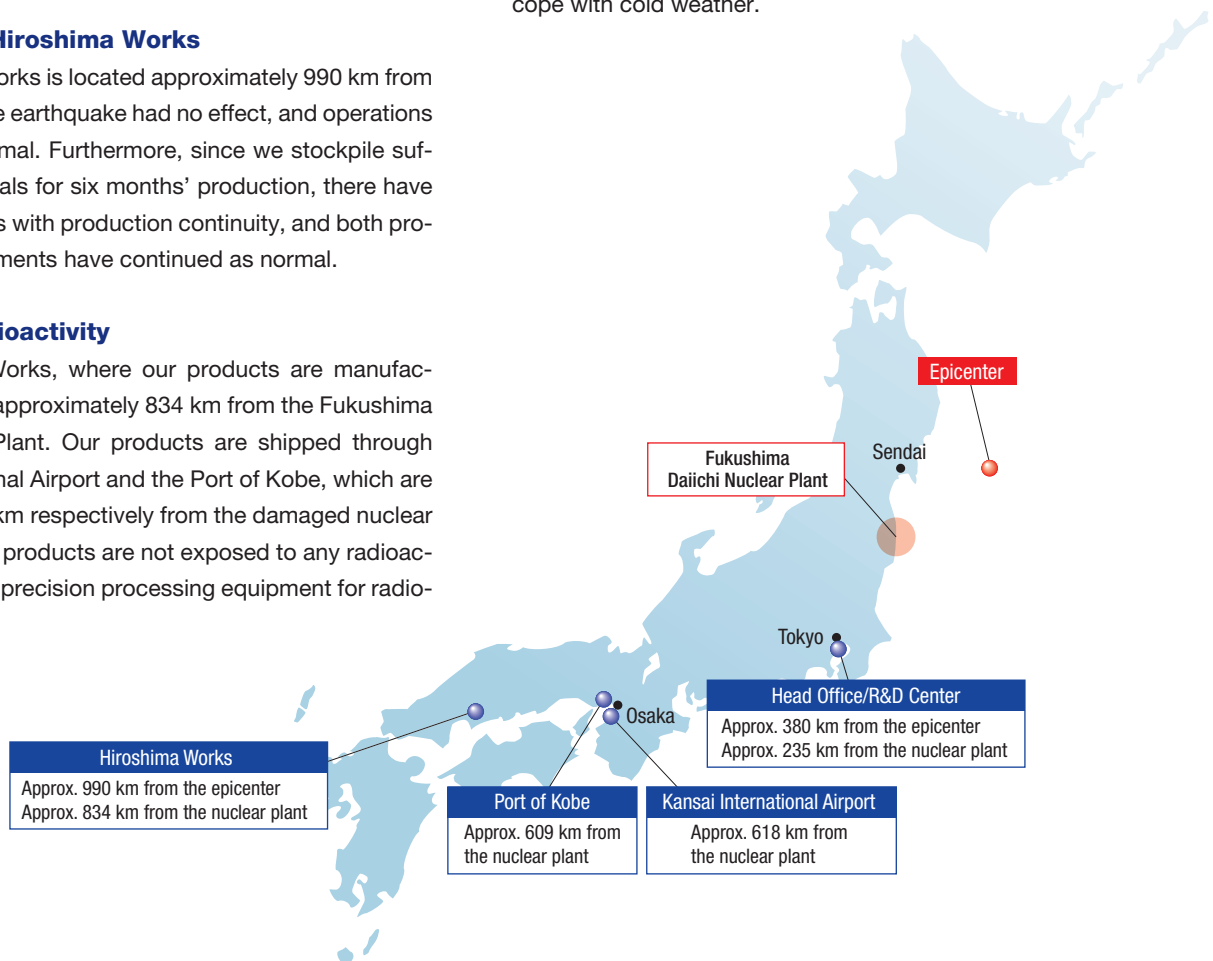 cope with cold weather.
Hiroshima Works
orks is located approximately 990 km from
e earthquake had no effect, and operations
mal. Furthermore, since we stockpile suf-
als for six months’ production, there have
s with production continuity, and both pro-
ments have continued as normal.
ioactivity
Works, where our products are manufac-
approximately 834 km from the Fukushima
Plant. Our products are shipped through
nal Airport and the Port of Kobe, which are
km respectively from the damaged nuclear
products are not exposed to any radioac-
precision processing equipment for radio-
Epicenter
Sendai
Fukushima
Daiichi Nuclear Plant
Tokyo
Head Office/R&D Center
Approx. 380 km from the epicenter
Approx. 235 km from the nuclear plant
Osaka
Hiroshima Works
Approx. 990 km from the epicenter
Approx. 834 km from the nuclear plant
Port of Kobe
Approx. 609 km from
the nuclear plant
Kansai International Airport
Approx. 618 km from
the nuclear plant